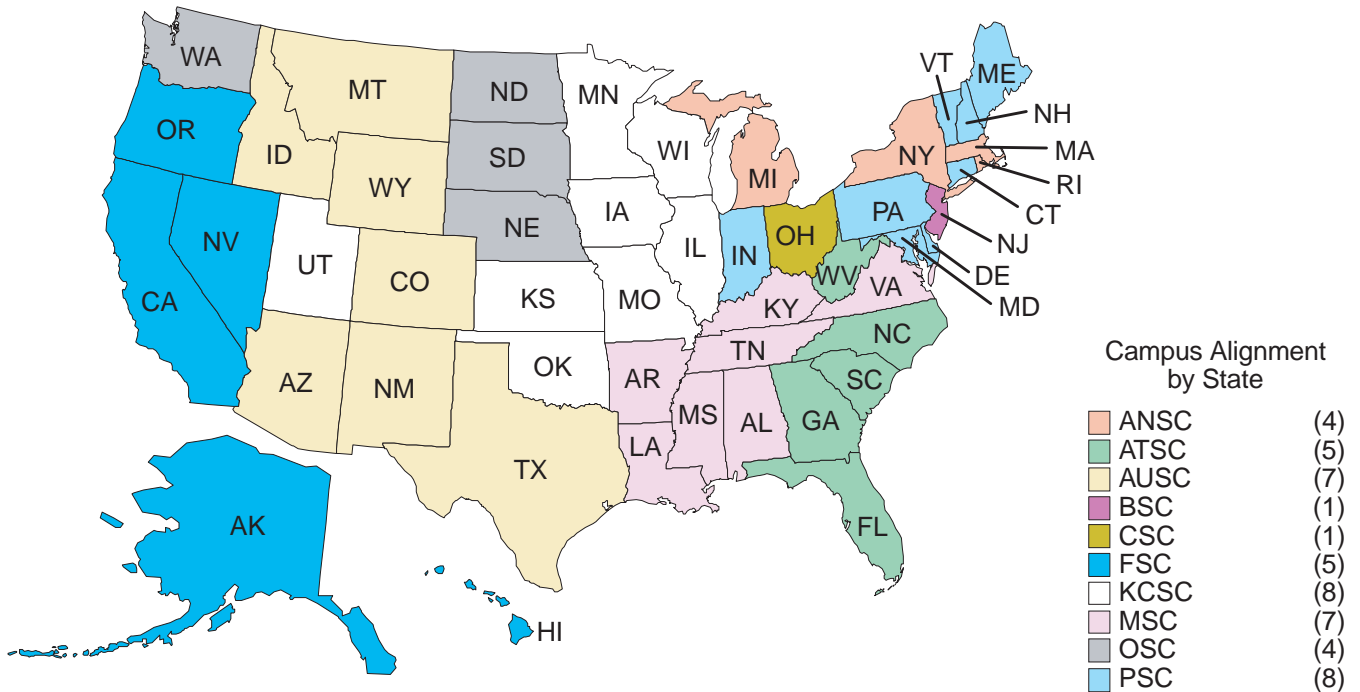 WA
MT
ND
MN
VT
ME
OR
ID
SD
WI
NY
NH
MA
WY
MI
RI
IA
NE
PA
CT
NV
UT
CO
IL
IN
OH
NJ
CA
KS
MO
WV
VA
DE
MD
KY
AZ
NM
OK
AR
TN
NC
SC
MS
AL
GA
LA
TX
FL
AK
HI
Campus Alignment
by State
ANSC (4)
ATSC (5)
AUSC (7)
BSC (1)
CSC (1)
FSC (5)
KCSC (8)
MSC (7)
OSC (4)
PSC (8)